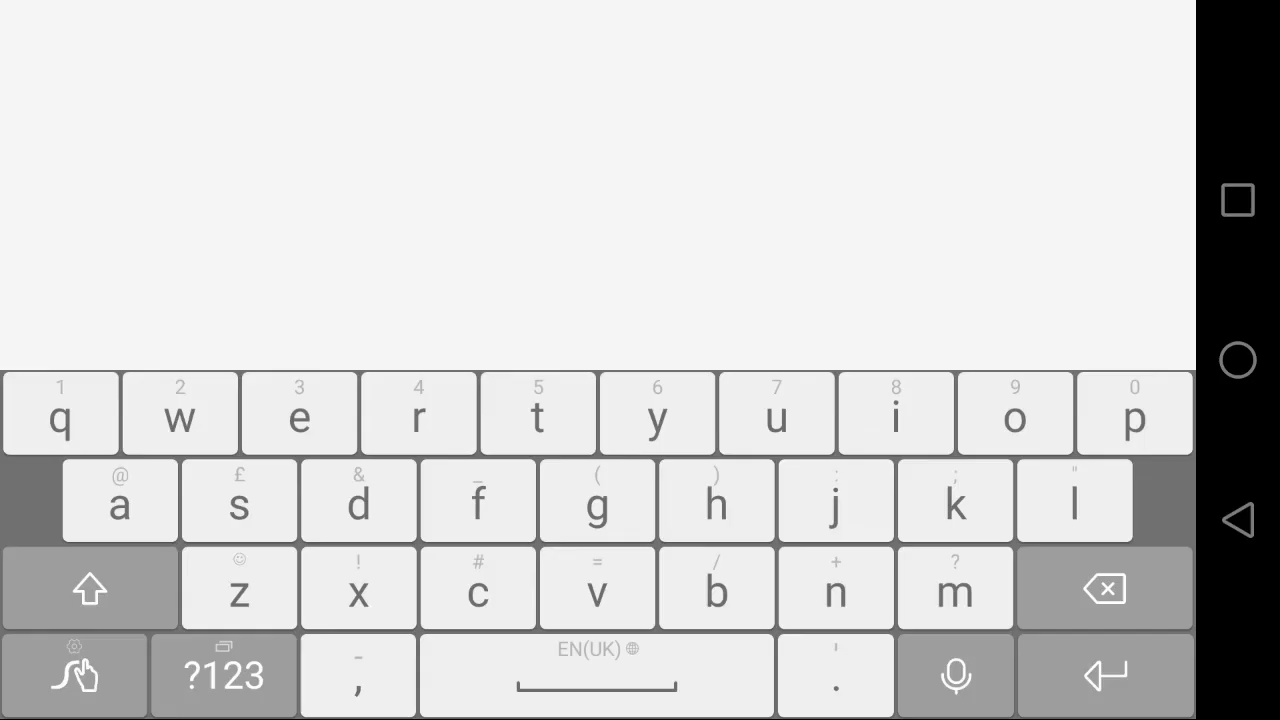 1 2 3 4 5 6 7 8 9 0
q w e r t y u i o p
@ £ & _ ( ) : ; "
a s d f g h j k l
☺ ! # = / + ?
z x c v b n m
- EN(UK) '
?123 , .